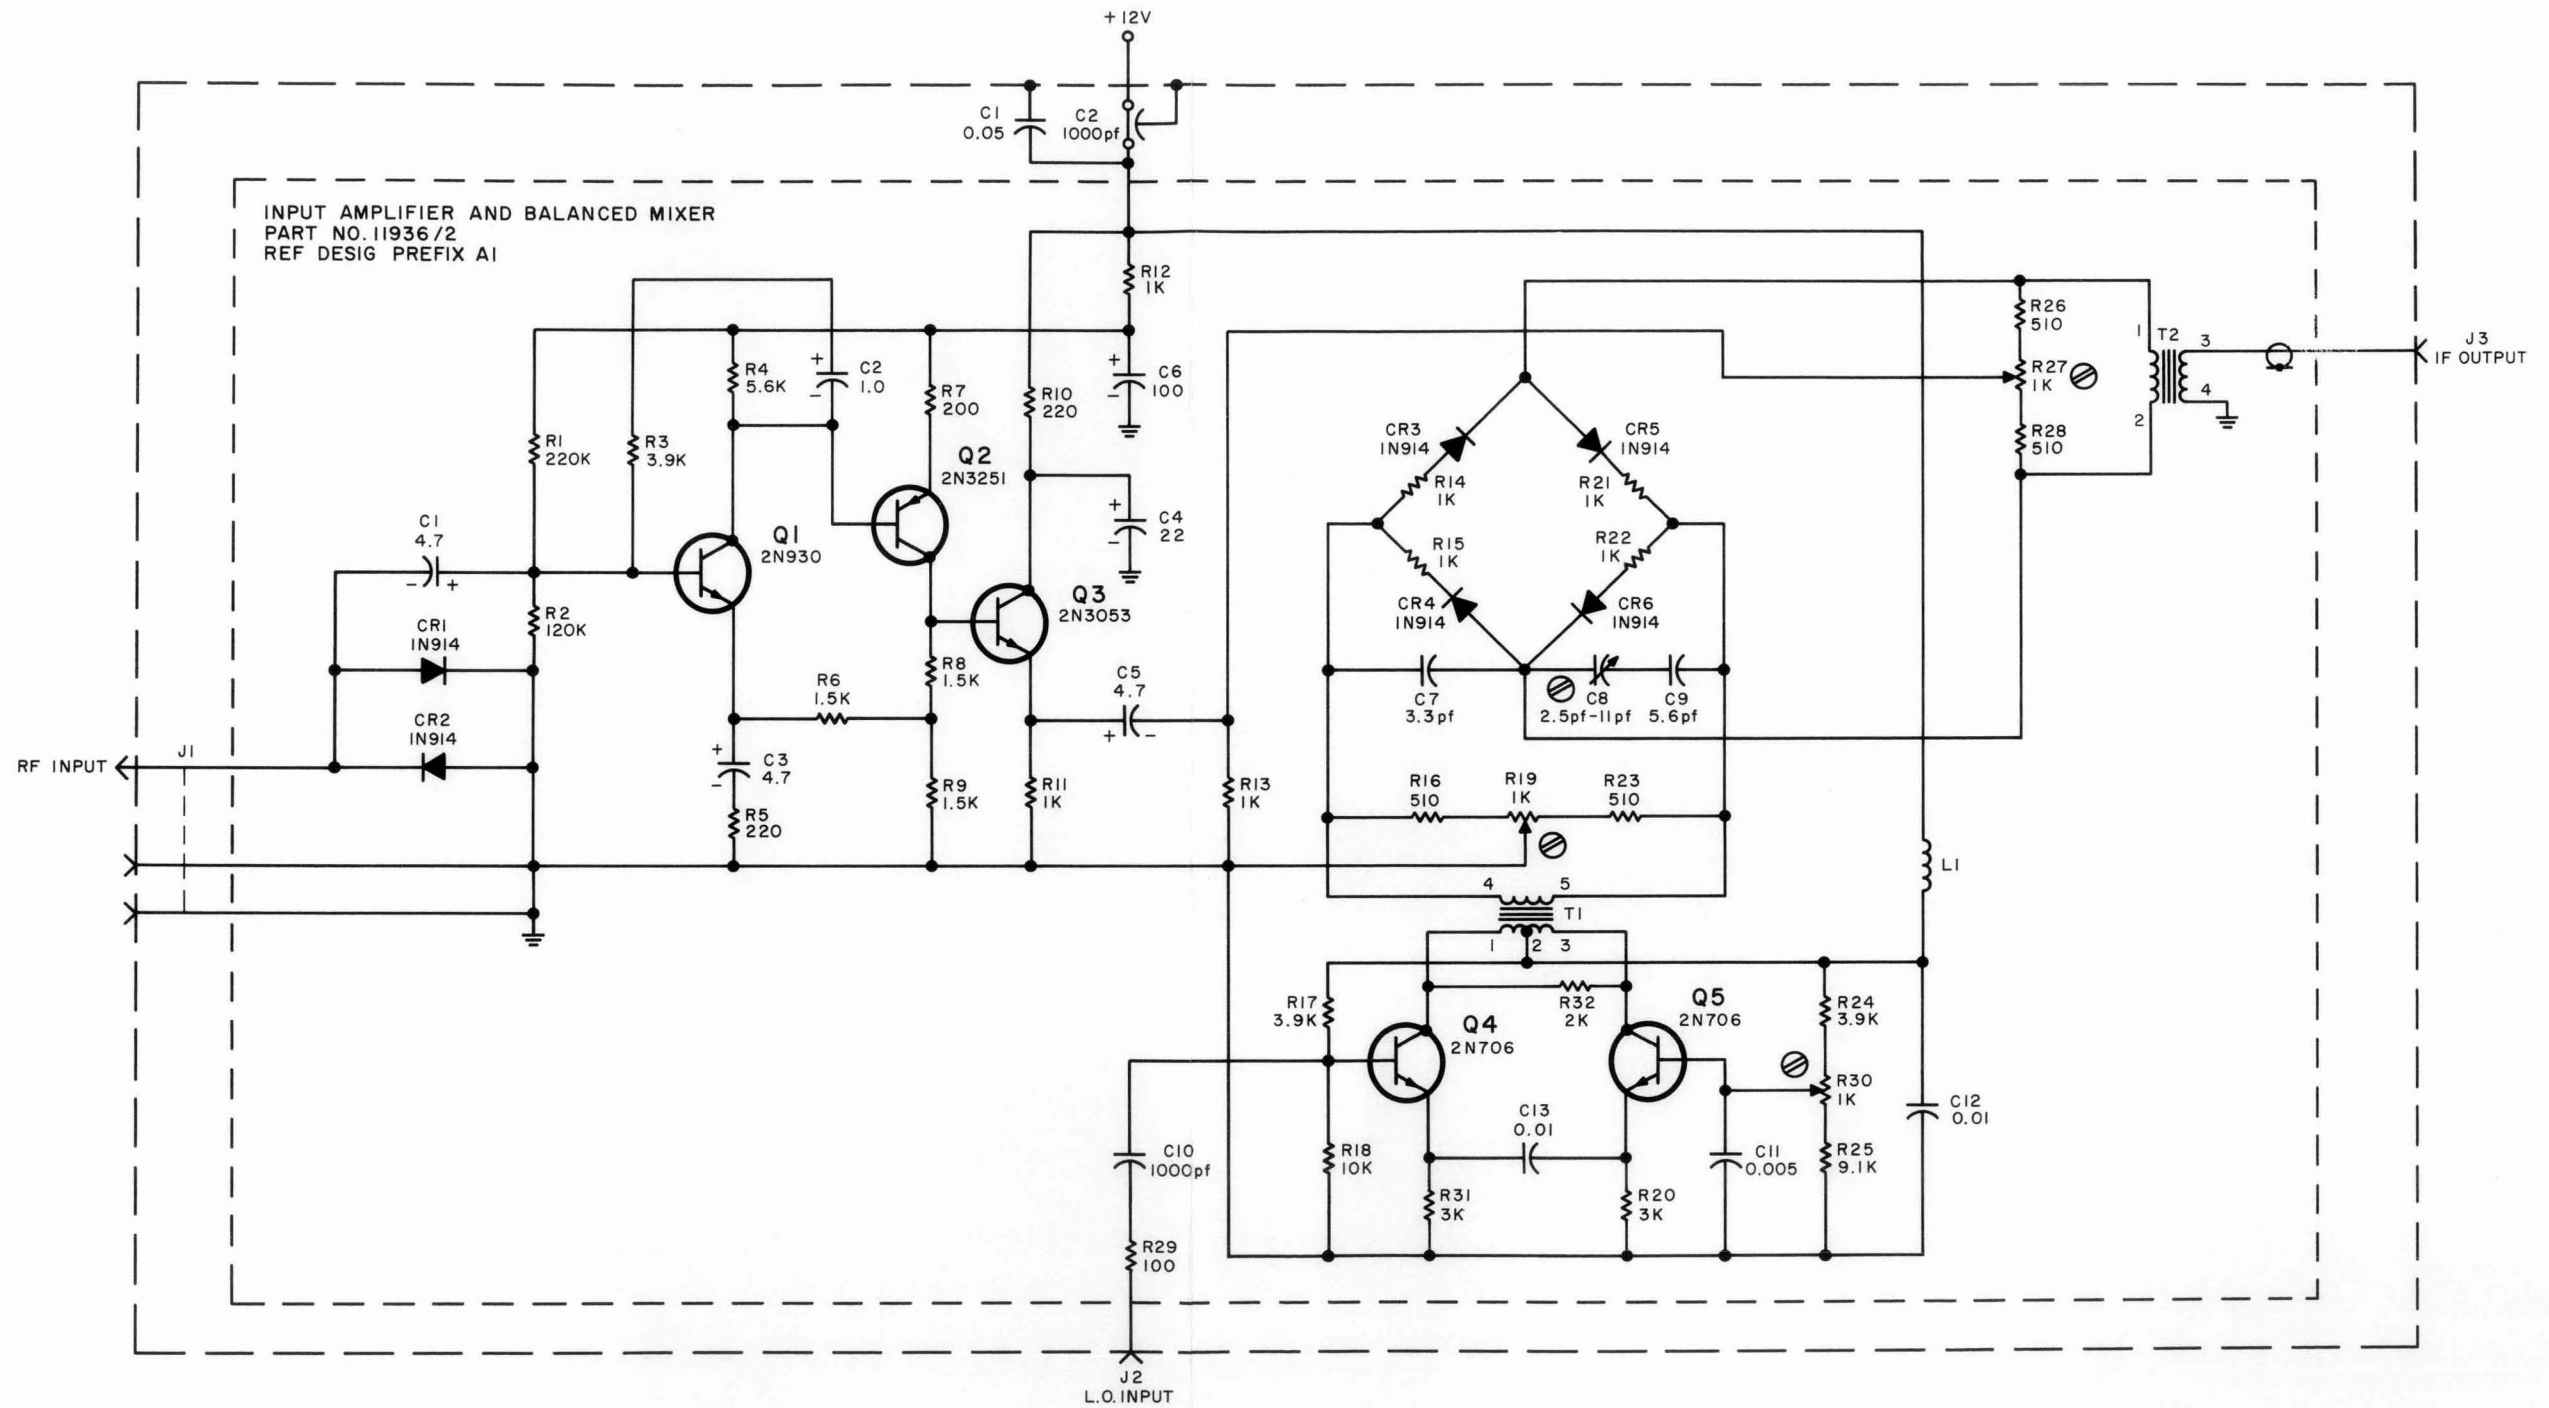 +12V
C1
0.05
C2
1000pf
INPUT AMPLIFIER AND BALANCED MIXER
PART NO. 11936/2
REF DESIG PREFIX A1
R12
1K
R26
510
R27
1K
R28
510
1
T2
3
4
2
J3
IF OUTPUT
R4
5.6K
+
C2
1.0
-
R7
200
R10
220
+
C6
100
-
R1
220K
R3
3.9K
Q2
2N3251
CR3
1N914
CR5
1N914
R14
1K
R21
1K
+
C4
22
-
C1
4.7
- +
Q1
2N930
R15
1K
R22
1K
Q3
2N3053
R2
120K
CR1
1N914
CR4
1N914
CR6
1N914
R8
1.5K
C5
4.7
+ -
R6
1.5K
C7
3.3pf
C8
2.5pf-11pf
C9
5.6pf
CR2
1N914
J1
RF INPUT
+
C3
4.7
-
R9
1.5K
R11
1K
R13
1K
R16
510
R19
1K
R23
510
R5
220
L1
4 5
T1
1 2 3
R17
3.9K
R32
2K
Q4
2N706
Q5
2N706
R24
3.9K
R30
1K
C12
0.01
C13
0.01
C10
1000pf
R18
10K
C11
0.005
R25
9.1K
R31
3K
R20
3K
R29
100
J2
L.O. INPUT